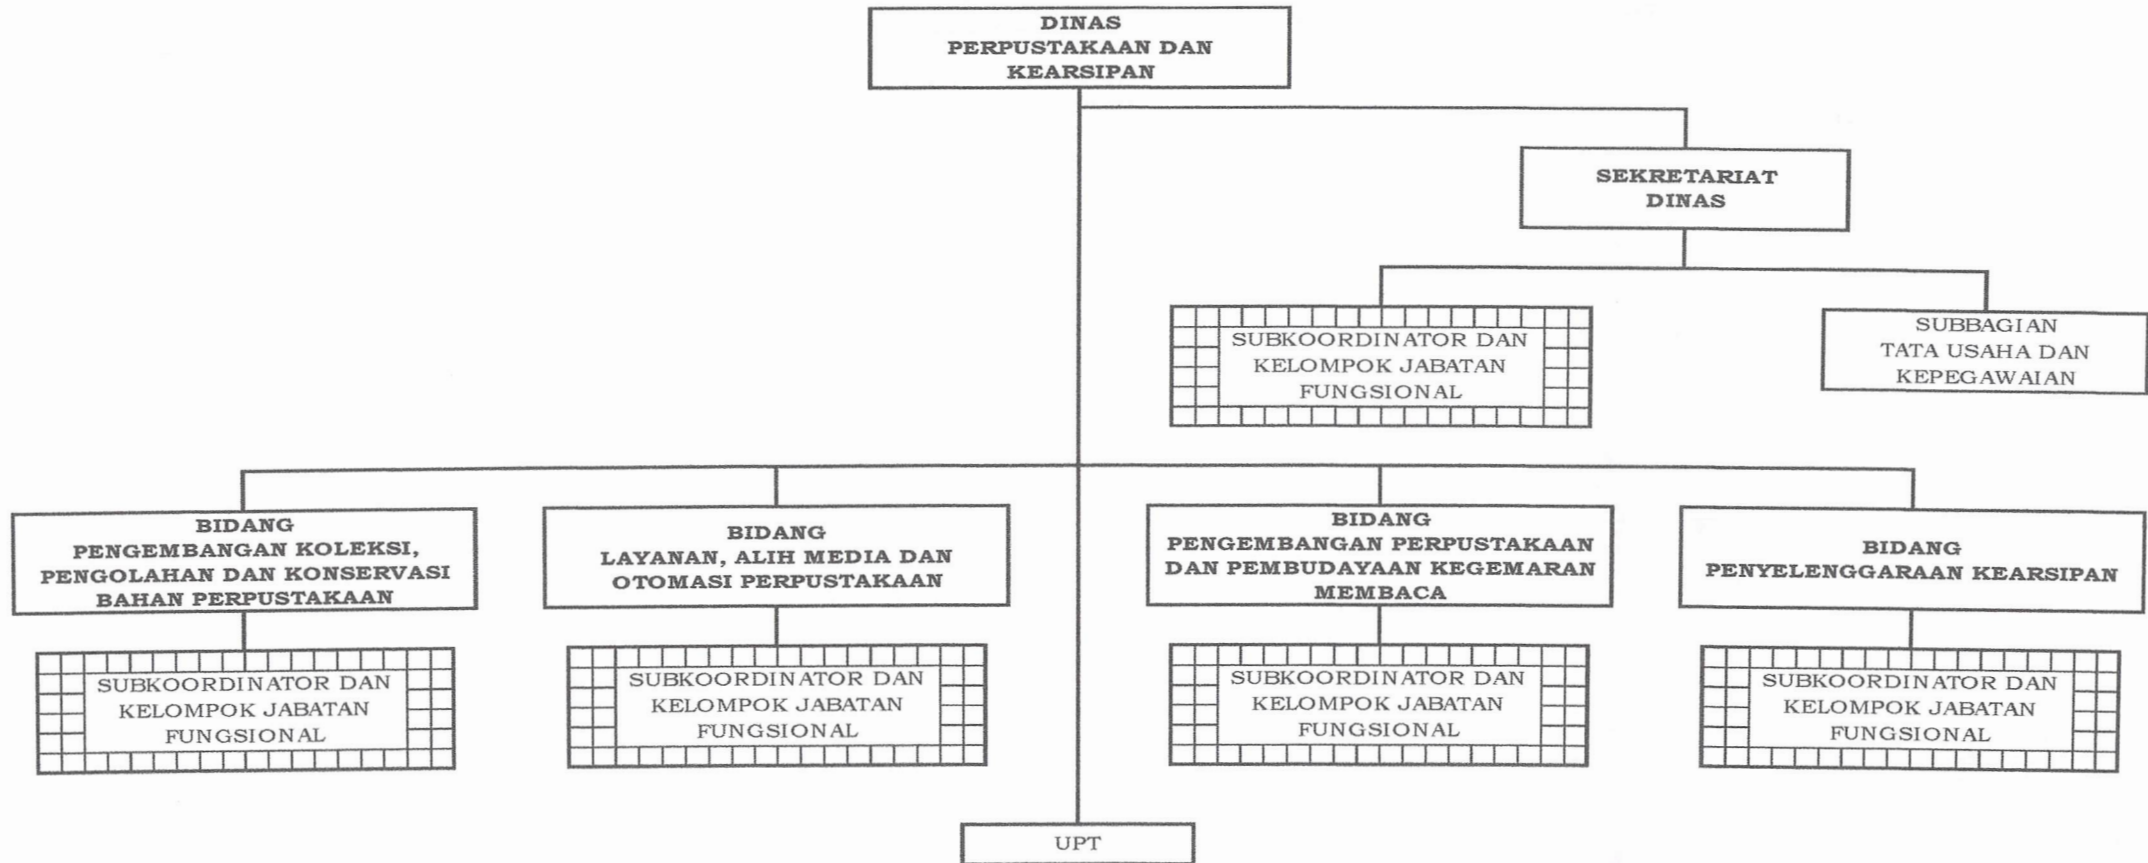 DINAS
PERPUSTAKAAN DAN
KEARSIPAN
SEKRETARIAT
DINAS
SUBKOORDINATOR DAN
KELOMPOK JABATAN
FUNGSIONAL
SUBBAGIAN
TATA USAHA DAN
KEPEGAWAIAN
BIDANG
PENGEMBANGAN KOLEKSI,
PENGOLAHAN DAN KONSERVASI
BAHAN PERPUSTAKAAN
BIDANG
LAYANAN, ALIH MEDIA DAN
OTOMASI PERPUSTAKAAN
BIDANG
PENGEMBANGAN PERPUSTAKAAN
DAN PEMBUDAYAAN KEGEMARAN
MEMBACA
BIDANG
PENYELENGGARAAN KEARSIPAN
SUBKOORDINATOR DAN
KELOMPOK JABATAN
FUNGSIONAL
SUBKOORDINATOR DAN
KELOMPOK JABATAN
FUNGSIONAL
SUBKOORDINATOR DAN
KELOMPOK JABATAN
FUNGSIONAL
SUBKOORDINATOR DAN
KELOMPOK JABATAN
FUNGSIONAL
UPT